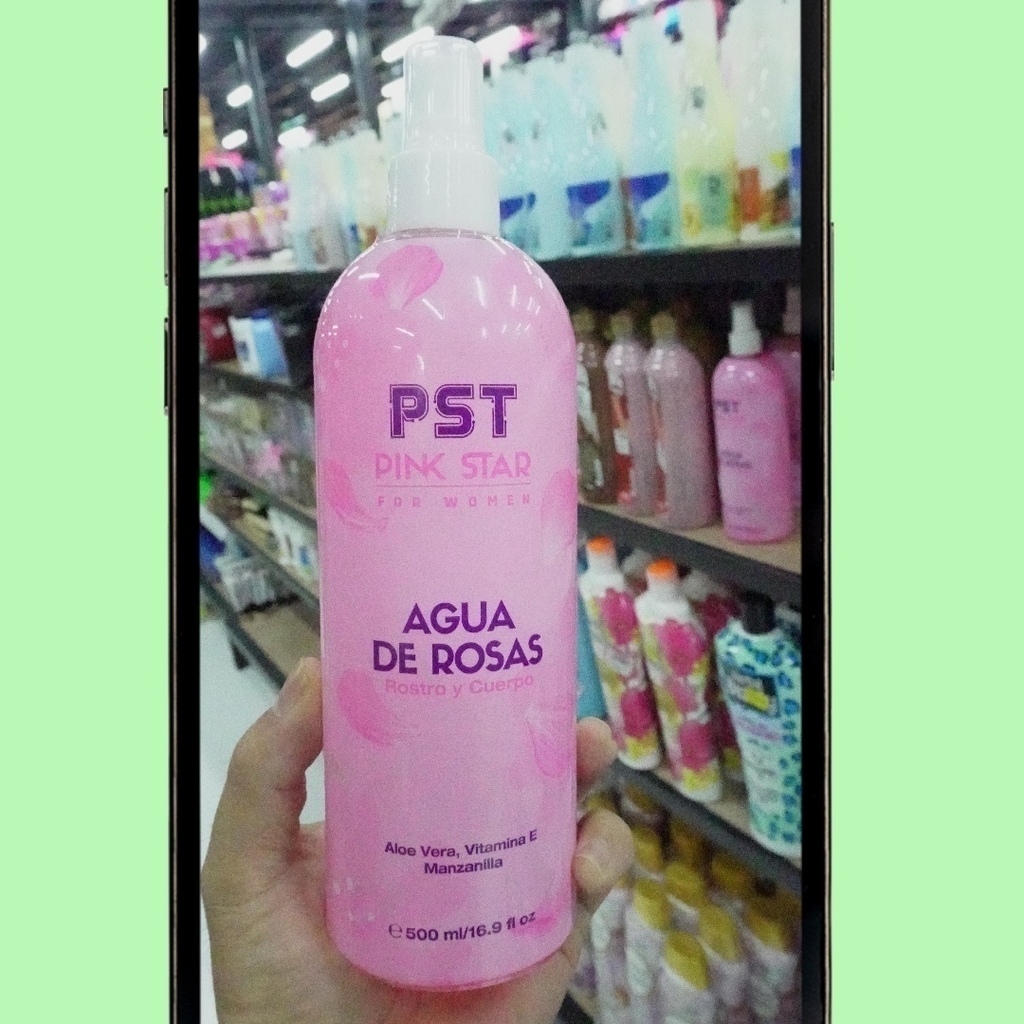 PST
PINK STAR
FOR WOMEN
AGUA
DE ROSAS
Rostro y Cuerpo
Aloe Vera, Vitamina E
Manzanilla
℮ 500 ml/16.9 fl oz
PST